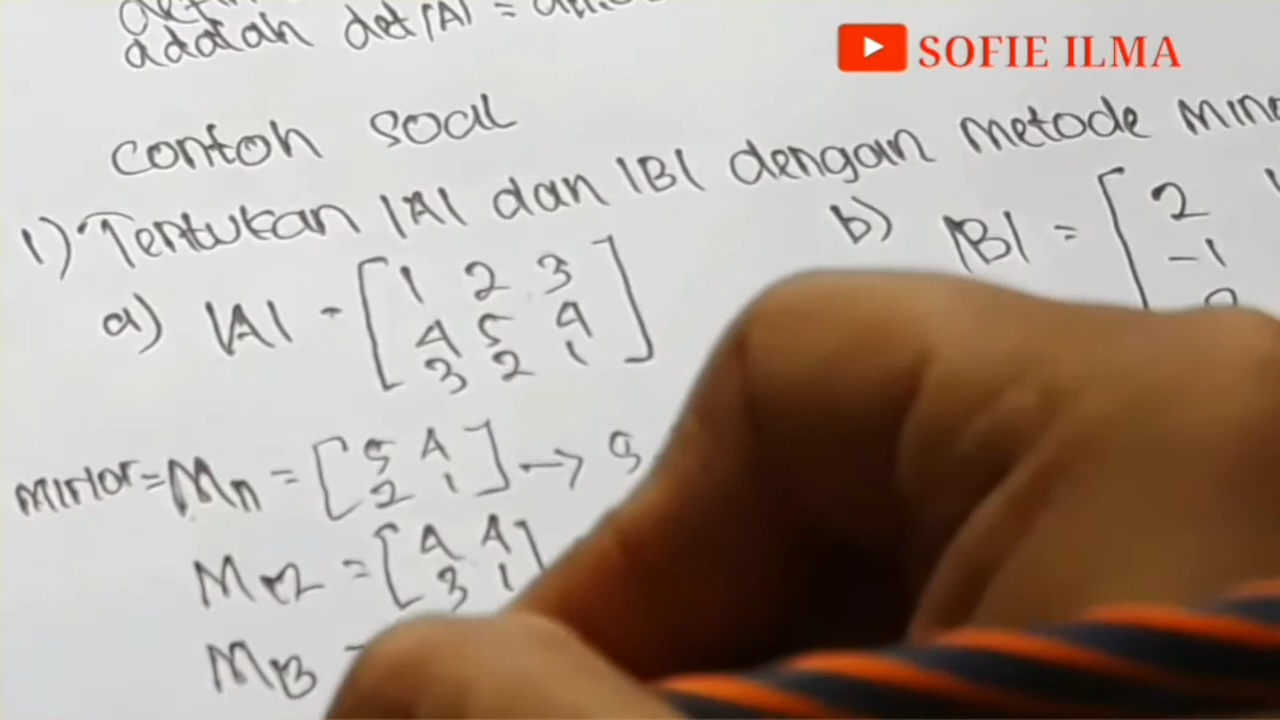 adalah det |A| =
SOFIE ILMA
contoh soal
1) Tentukan |A| dan |B| dengan metode
a) |A| = [1 2 3
4 5 4
3 2 1]
b) |B| = [2
-1
Minor = M11 = [5 4
2 1] → 5
M12 = [4 4
3 1]
M13 =